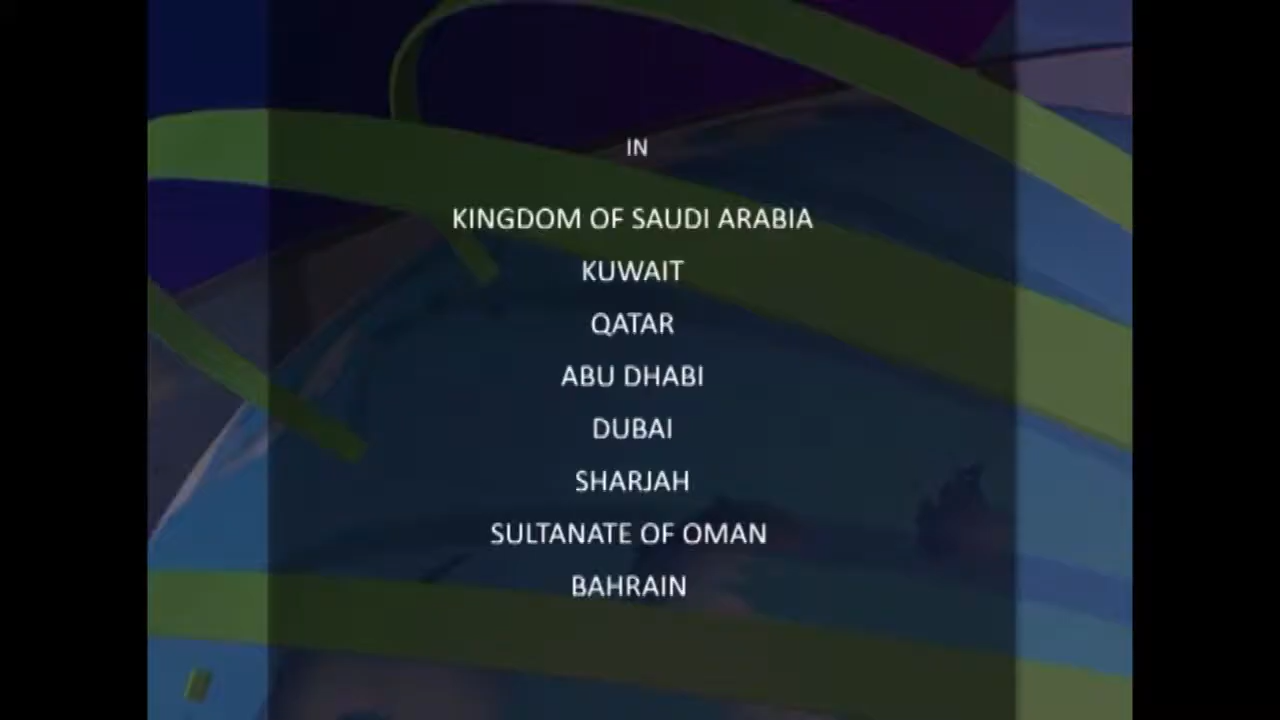 IN
KINGDOM OF SAUDI ARABIA
KUWAIT
QATAR
ABU DHABI
DUBAI
SHARJAH
SULTANATE OF OMAN
BAHRAIN